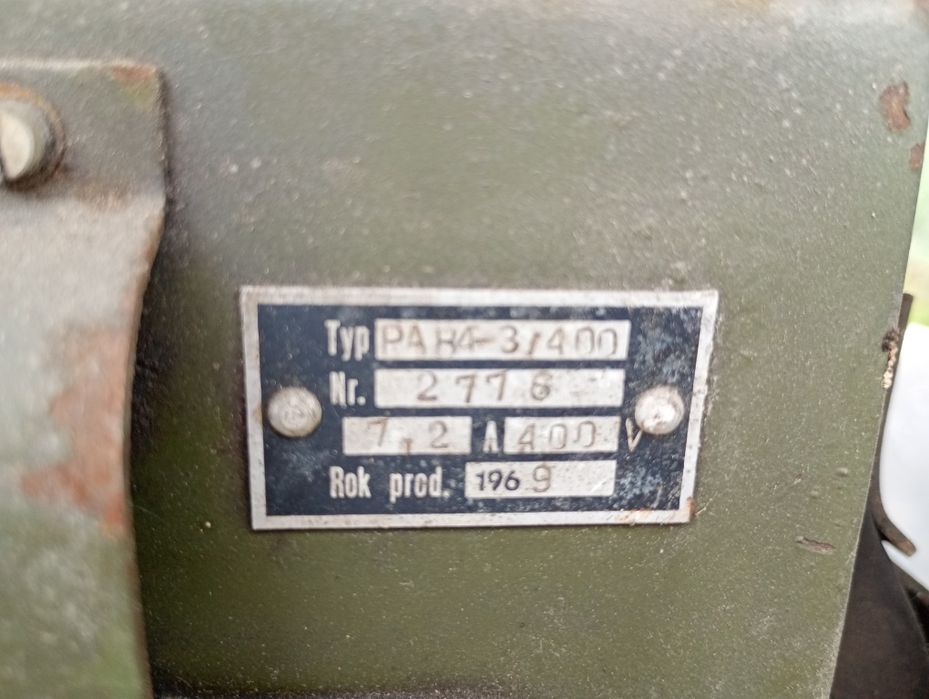 Typ PAB4-3/400
Nr. 2776
7,2 A 400 V
Rok prod. 1969